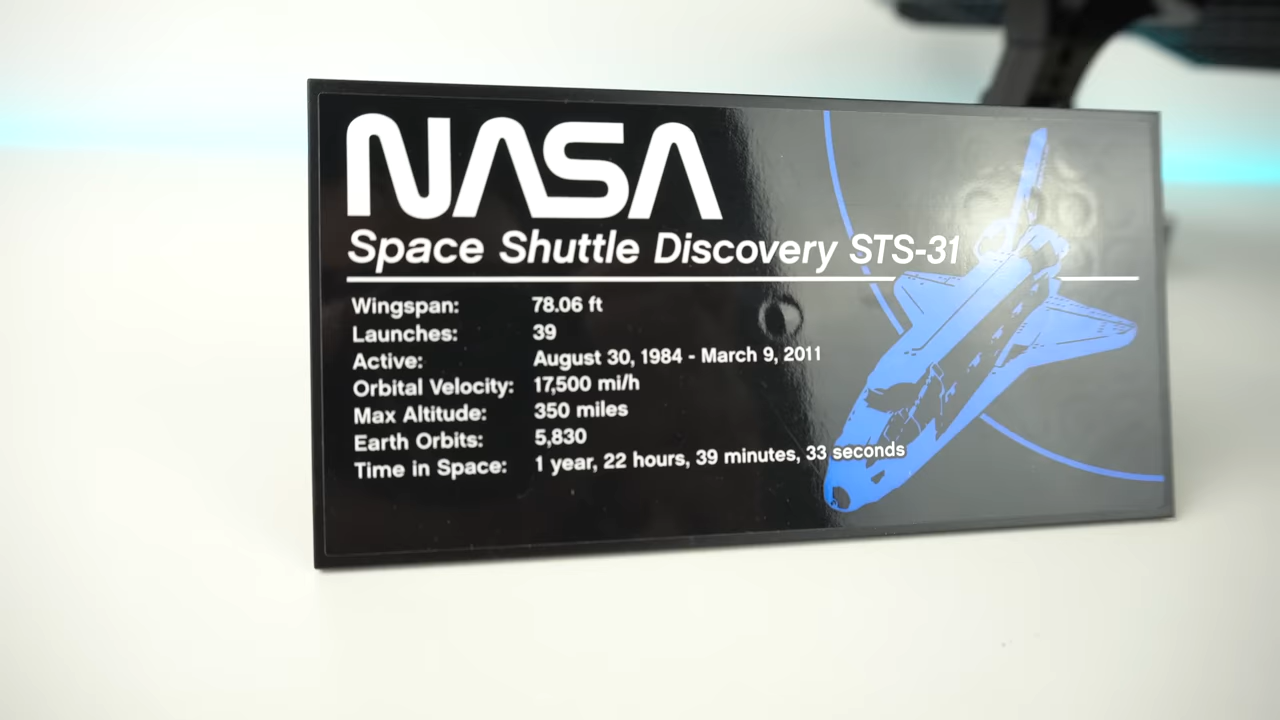 NASA
Space Shuttle Discovery STS-31
Wingspan: 78.06 ft
Launches: 39
Active: August 30, 1984 - March 9, 2011
Orbital Velocity: 17,500 mi/h
Max Altitude: 350 miles
Earth Orbits: 5,830
Time in Space: 1 year, 22 hours, 39 minutes, 33 seconds